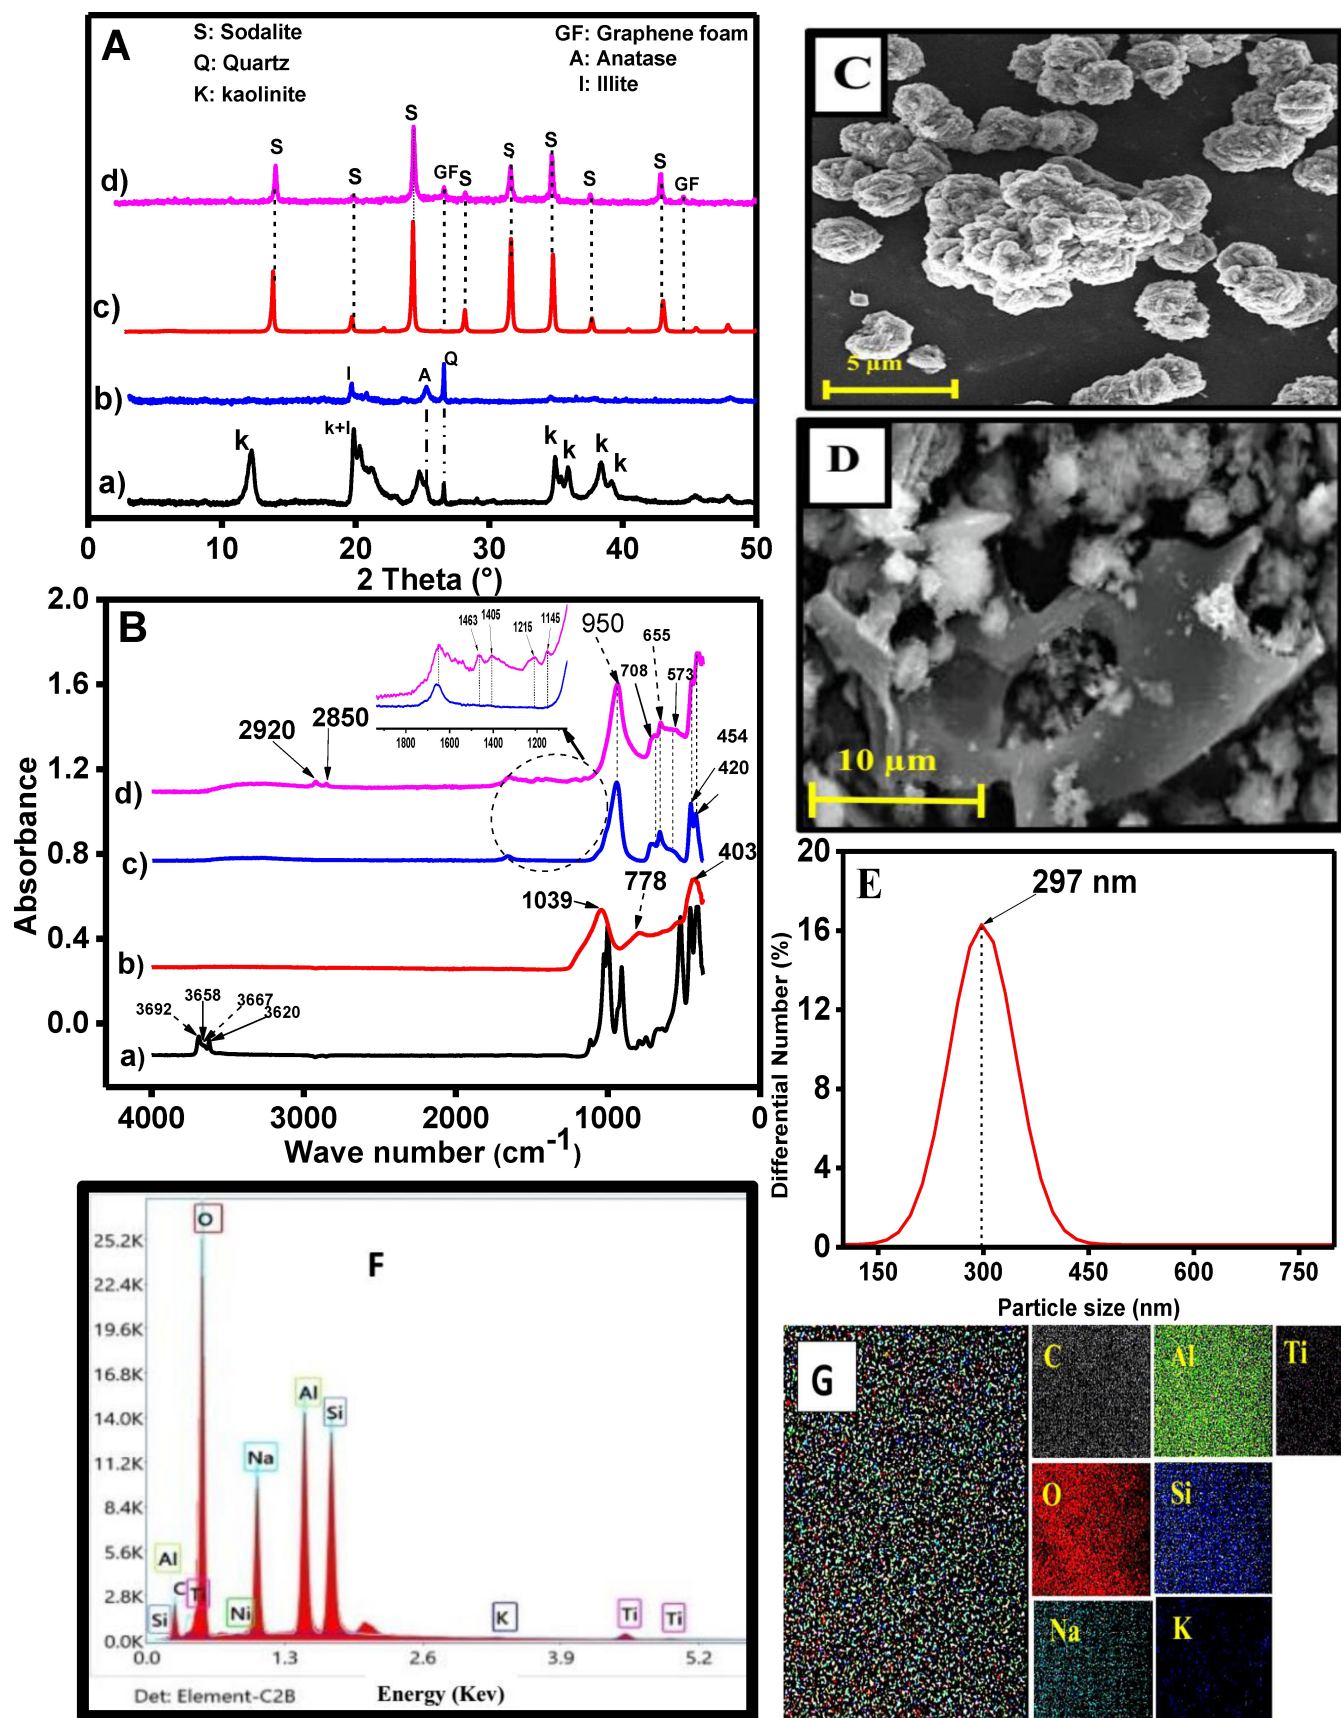 A
S: Sodalite
Q: Quartz
K: kaolinite
GF: Graphene foam
A: Anatase
I: Illite
S
S
S
GF
S
S
S
S
S
GF
d)
c)
I
A
Q
b)
k
k+I
k
k
k
k
a)
0
10
20
30
40
50
2 Theta (°)
B
2.0
1.6
1.2
0.8
0.4
0.0
Absorbance
1463
1405
1215
1145
1800
1600
1400
1200
950
655
708
573
2920
2850
454
420
d)
c)
403
778
1039
b)
3692
3658
3667
3620
a)
4000
3000
2000
1000
0
Wave number (cm-1)
C
5 µm
D
10 µm
E
297 nm
20
16
12
8
4
0
Differential Number (%)
150
300
450
600
750
Particle size (nm)
F
25.2K
22.4K
19.6K
16.8K
14.0K
11.2K
8.4K
5.6K
2.8K
0.0K
O
Al
Si
Na
Al
C
Ti
Si
Ni
K
Ti
Ti
0.0
1.3
2.6
3.9
5.2
Det: Element-C2B
Energy (Kev)
G
C
Al
Ti
O
Si
Na
K